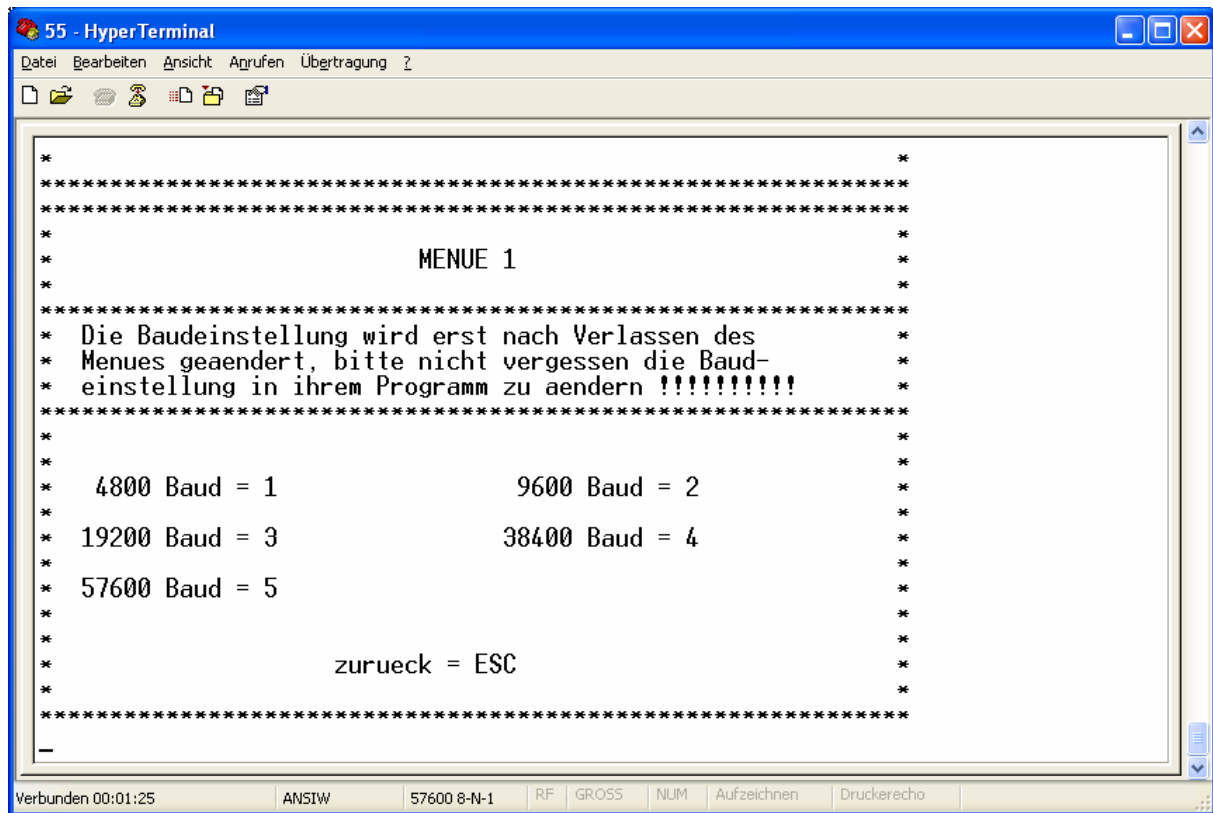 55 - HyperTerminal
Datei Bearbeiten Ansicht Anrufen Übertragung ?
* *
**************************************************************
**************************************************************
* *
* MENUE 1 *
* *
**************************************************************
* Die Baudeinstellung wird erst nach Verlassen des *
* Menues geaendert, bitte nicht vergessen die Baud- *
* einstellung in ihrem Programm zu aendern !!!!!!!!!! *
**************************************************************
* *
* *
* 4800 Baud = 1 9600 Baud = 2 *
* *
* 19200 Baud = 3 38400 Baud = 4 *
* *
* 57600 Baud = 5 *
* *
* *
* zurueck = ESC *
* *
**************************************************************
_
Verbunden 00:01:25 ANSIW 57600 8-N-1 RF GROSS NUM Aufzeichnen Druckerecho